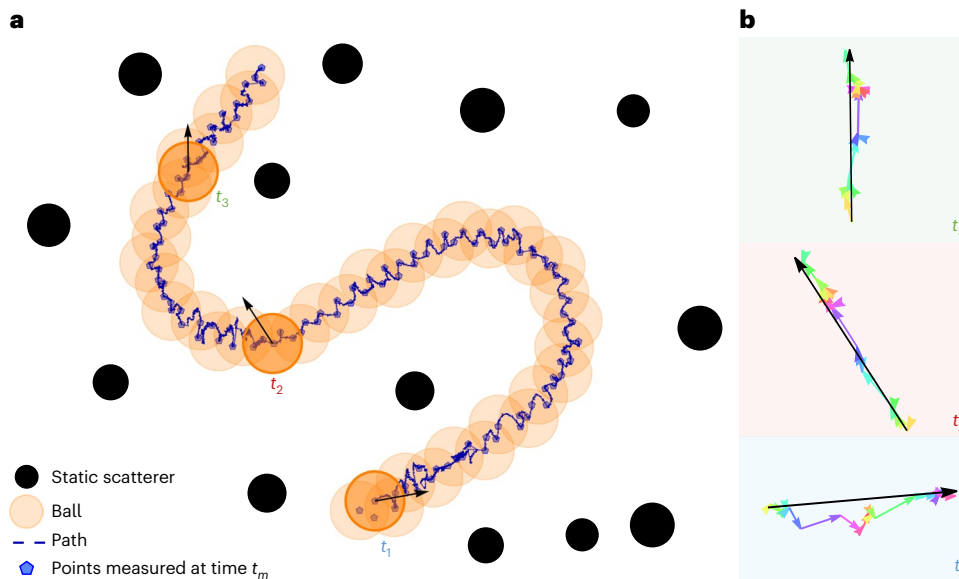 a
b
t3
t2
t1
Static scatterer
Ball
Path
Points measured at time tm
t
t
t